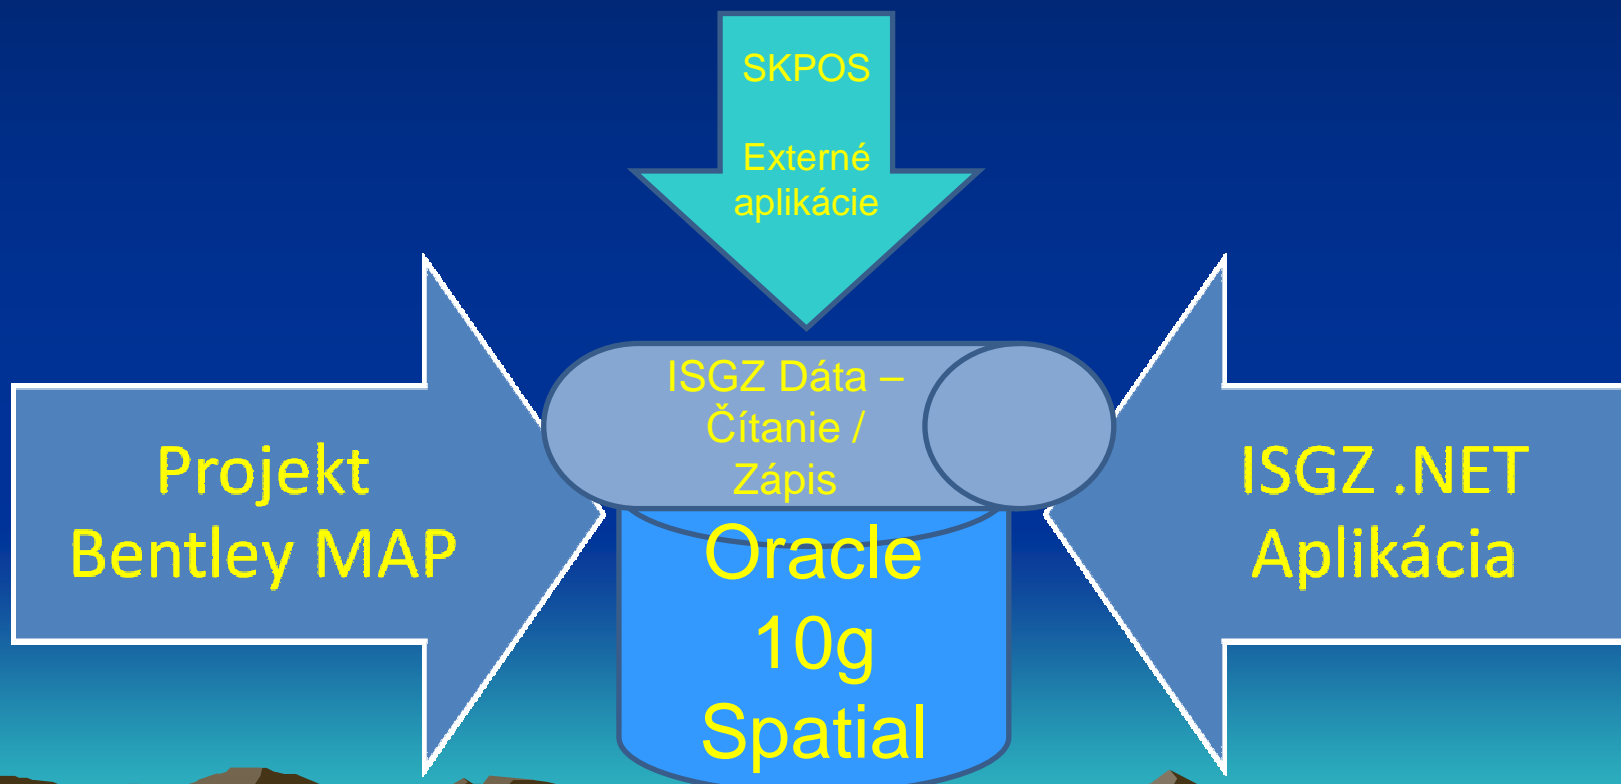 SKPOS
Externé
aplikácie
ISGZ Dáta –
Čítanie /
Zápis
Projekt
Bentley MAP
ISGZ .NET
Aplikácia
Oracle
10g
Spatial